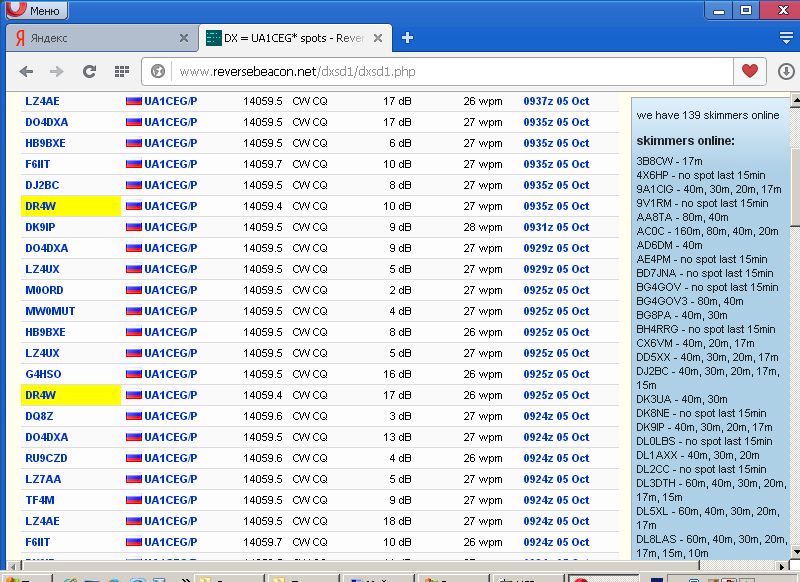 Меню
Яндекс
DX = UA1CEG* spots - Rever
www.reversebeacon.net/dxsd1/dxsd1.php
LZ4AE UA1CEG/P 14059.5 CW CQ 17 dB 26 wpm 0937z 05 Oct
DO4DXA UA1CEG/P 14059.5 CW CQ 9 dB 27 wpm 0935z 05 Oct
HB9BXE UA1CEG/P 14059.5 CW CQ 6 dB 27 wpm 0935z 05 Oct
F6IIT UA1CEG/P 14059.7 CW CQ 10 dB 27 wpm 0935z 05 Oct
DJ2BC UA1CEG/P 14059.5 CW CQ 8 dB 27 wpm 0935z 05 Oct
DR4W UA1CEG/P 14059.4 CW CQ 10 dB 27 wpm 0935z 05 Oct
DK9IP UA1CEG/P 14059.5 CW CQ 9 dB 28 wpm 0931z 05 Oct
DO4DXA UA1CEG/P 14059.5 CW CQ 9 dB 27 wpm 0929z 05 Oct
LZ4UX UA1CEG/P 14059.5 CW CQ 5 dB 27 wpm 0929z 05 Oct
M0ORD UA1CEG/P 14059.5 CW CQ 2 dB 27 wpm 0925z 05 Oct
MW0MUT UA1CEG/P 14059.5 CW CQ 4 dB 27 wpm 0925z 05 Oct
HB9BXE UA1CEG/P 14059.5 CW CQ 8 dB 26 wpm 0925z 05 Oct
LZ4UX UA1CEG/P 14059.5 CW CQ 5 dB 27 wpm 0925z 05 Oct
G4HSO UA1CEG/P 14059.5 CW CQ 16 dB 26 wpm 0925z 05 Oct
DR4W UA1CEG/P 14059.4 CW CQ 17 dB 26 wpm 0925z 05 Oct
DQ8Z UA1CEG/P 14059.6 CW CQ 3 dB 27 wpm 0924z 05 Oct
DO4DXA UA1CEG/P 14059.5 CW CQ 13 dB 27 wpm 0924z 05 Oct
RU9CZD UA1CEG/P 14059.6 CW CQ 4 dB 26 wpm 0924z 05 Oct
LZ7AA UA1CEG/P 14059.5 CW CQ 5 dB 27 wpm 0924z 05 Oct
TF4M UA1CEG/P 14059.5 CW CQ 9 dB 27 wpm 0924z 05 Oct
LZ4AE UA1CEG/P 14059.5 CW CQ 18 dB 26 wpm 0924z 05 Oct
F6IIT UA1CEG/P 14059.7 CW CQ 10 dB 26 wpm 0924z 05 Oct
we have 139 skimmers online
skimmers online:
3B8CW - 17m
4X6HP - no spot last 15min
9A1CIG - 40m, 30m, 20m, 17m
9V1RM - no spot last 15min
AA8TA - 80m, 40m
AC0C - 160m, 80m, 40m, 20m
AD6DM - 40m
AE4PM - no spot last 15min
BD7JNA - no spot last 15min
BG4GOV - no spot last 15min
BG4GOV3 - 80m, 40m
BG8PA - 40m, 30m
BH4RRG - no spot last 15min
CX6VM - 40m, 20m, 17m
DD5XX - 40m, 30m, 20m, 17m
DJ2BC - 40m, 30m, 20m, 17m,
15m
DK3UA - 40m, 30m
DK8NE - no spot last 15min
DK9IP - 40m, 30m, 20m, 17m
DL0LBS - no spot last 15min
DL1AXX - 40m, 30m, 20m
DL2CC - no spot last 15min
DL3DTH - 60m, 40m, 30m, 20m,
17m, 15m
DL5XL - 60m, 40m, 30m, 20m,
17m
DL8LAS - 60m, 40m, 30m, 20m,
17m, 15m, 10m